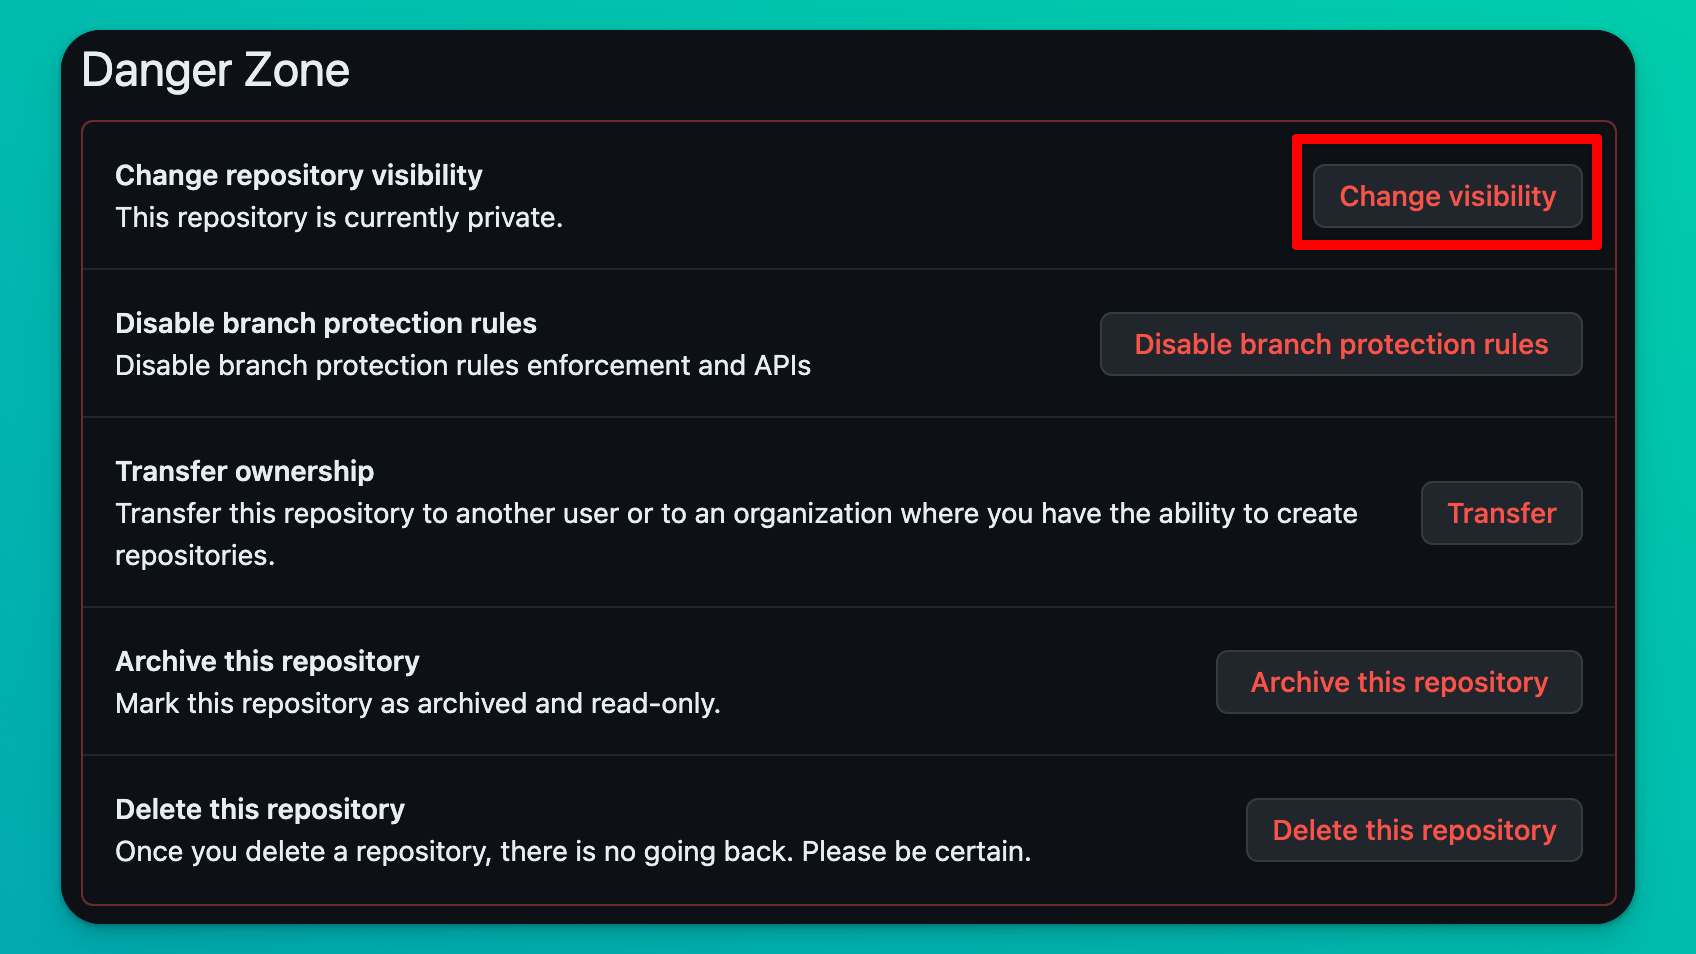 Danger Zone
Change repository visibility
This repository is currently private.
Change visibility
Disable branch protection rules
Disable branch protection rules enforcement and APIs
Disable branch protection rules
Transfer ownership
Transfer this repository to another user or to an organization where you have the ability to create
repositories.
Transfer
Archive this repository
Mark this repository as archived and read-only.
Archive this repository
Delete this repository
Once you delete a repository, there is no going back. Please be certain.
Delete this repository